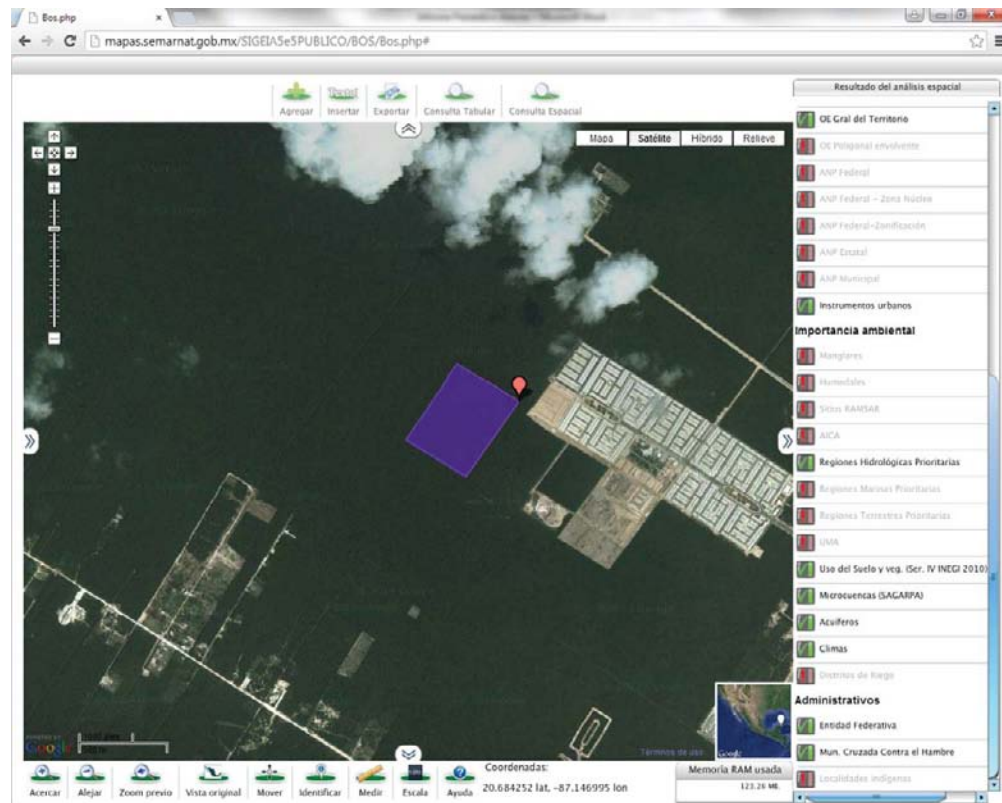 Bos.php
mapas.semarnat.gob.mx/SIGEIA5e5PUBLICO/BOS/Bos.php#
Agregar
Insertar
Exportar
Consulta Tabular
Consulta Espacial
Mapa
Satélite
Híbrido
Relieve
Resultado del análisis espacial
OE Gral del Territorio
OE Poligonal envolvente
ANP Federal
ANP Federal - Zona Núcleo
ANP Federal-Zonificación
ANP Estatal
ANP Municipal
Instrumentos urbanos
Importancia ambiental
Manglares
Humedales
Sitios RAMSAR
AICA
Regiones Hidrológicas Prioritarias
Regiones Marinas Prioritarias
Regiones Terrestres Prioritarias
UMA
Uso del Suelo y veg. (Ser. IV INEGI 2010)
Microcuencas (SAGARPA)
Acuíferos
Climas
Distritos de Riego
Administrativos
Entidad Federativa
Mun. Cruzada Contra el Hambre
Localidades indígenas
Google
Términos de uso
Google
Acercar
Alejar
Zoom previo
Vista original
Mover
Identificar
Medir
Escala
Ayuda
Coordenadas:
20.684252 lat, -87.146995 lon
Memoria RAM usada
123.26 MB.